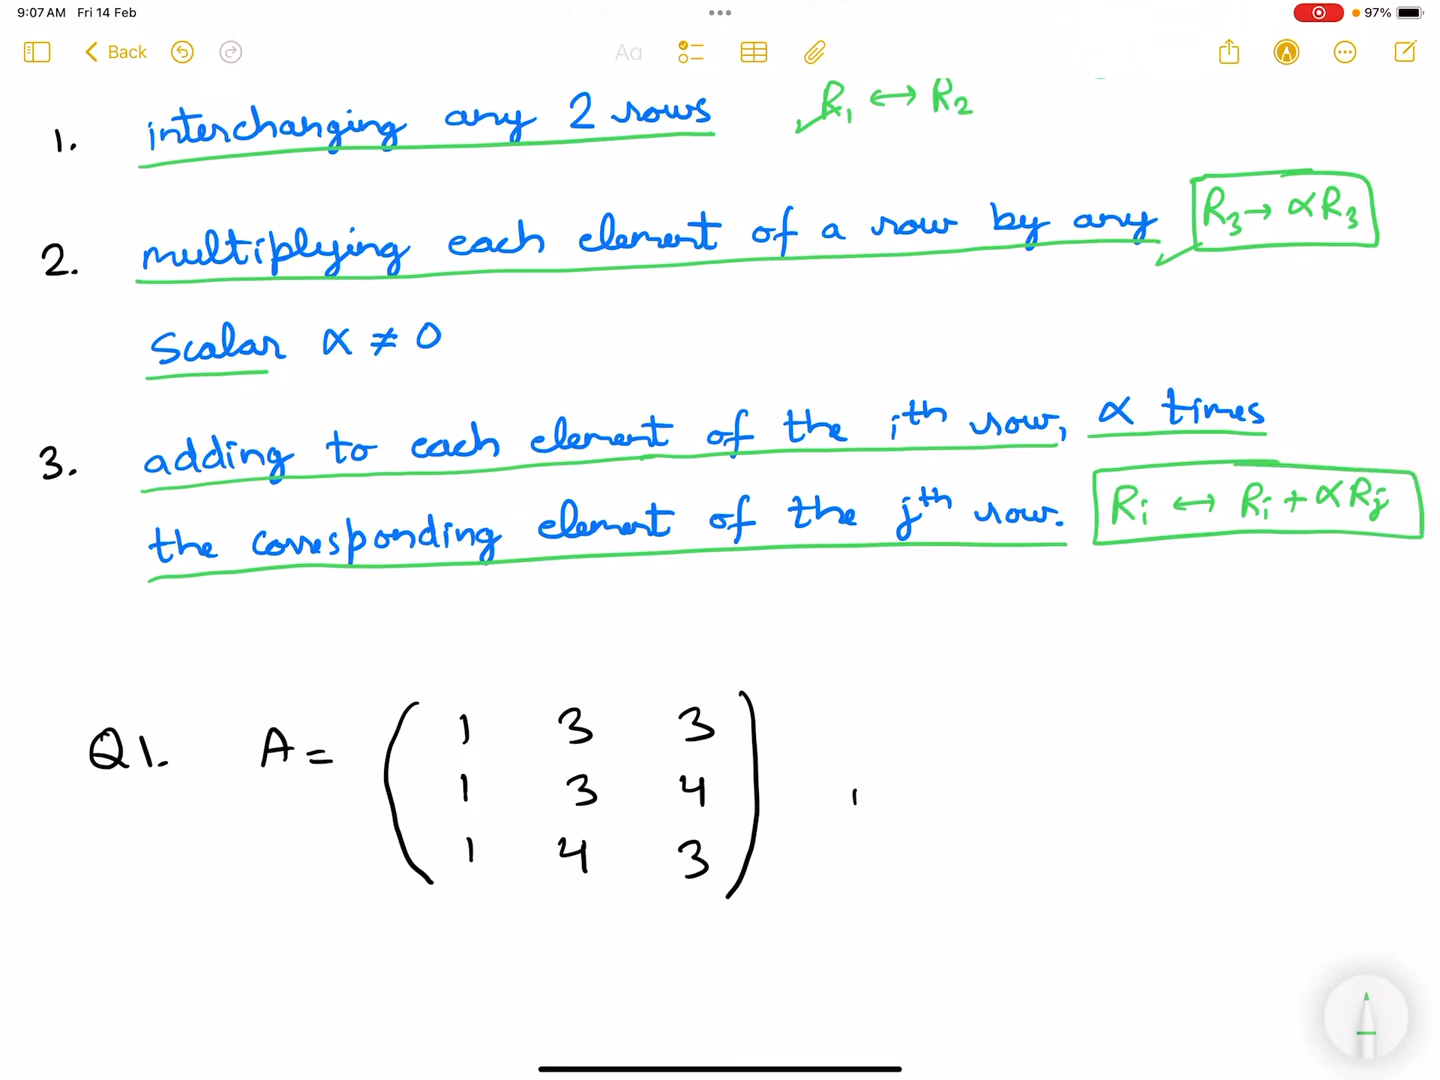 9:07AM Fri 14 Feb
97%
Back
Aa
1. interchanging any 2 rows R₁ ↔ R₂
2. multiplying each element of a row by any R₃ → αR₃
Scalar α ≠ 0
3. adding to each element of the iᵗʰ row, α times
the corresponding element of the jᵗʰ row. Rᵢ ↔ Rᵢ + αRⱼ
Q1. A = ( 1 3 3
1 3 4 ,
1 4 3 )